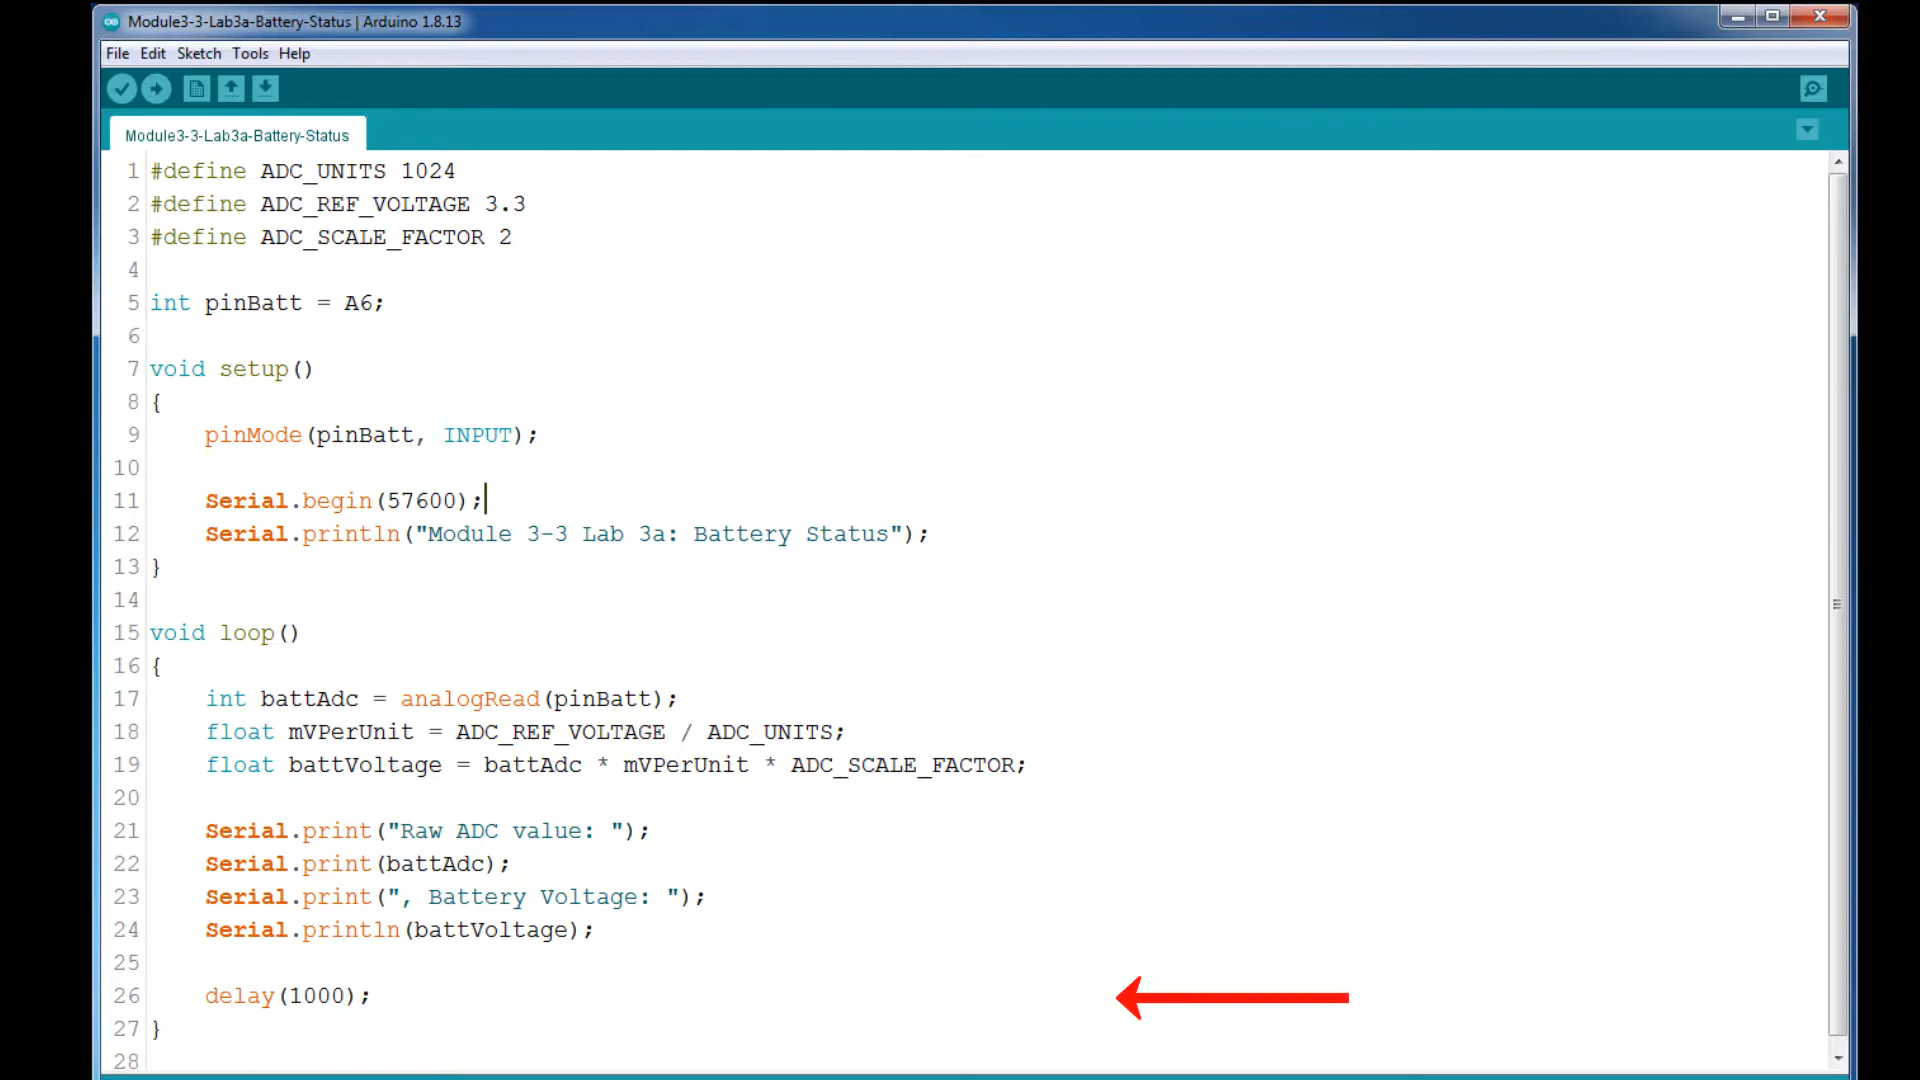 Module3-3-Lab3a-Battery-Status | Arduino 1.8.13
File Edit Sketch Tools Help
Module3-3-Lab3a-Battery-Status
1 #define ADC_UNITS 1024
2 #define ADC_REF_VOLTAGE 3.3
3 #define ADC_SCALE_FACTOR 2
4
5 int pinBatt = A6;
6
7 void setup()
8 {
9     pinMode(pinBatt, INPUT);
10
11     Serial.begin(57600);
12     Serial.println("Module 3-3 Lab 3a: Battery Status");
13 }
14
15 void loop()
16 {
17     int battAdc = analogRead(pinBatt);
18     float mVPerUnit = ADC_REF_VOLTAGE / ADC_UNITS;
19     float battVoltage = battAdc * mVPerUnit * ADC_SCALE_FACTOR;
20
21     Serial.print("Raw ADC value: ");
22     Serial.print(battAdc);
23     Serial.print(", Battery Voltage: ");
24     Serial.println(battVoltage);
25
26     delay(1000);
27 }
28